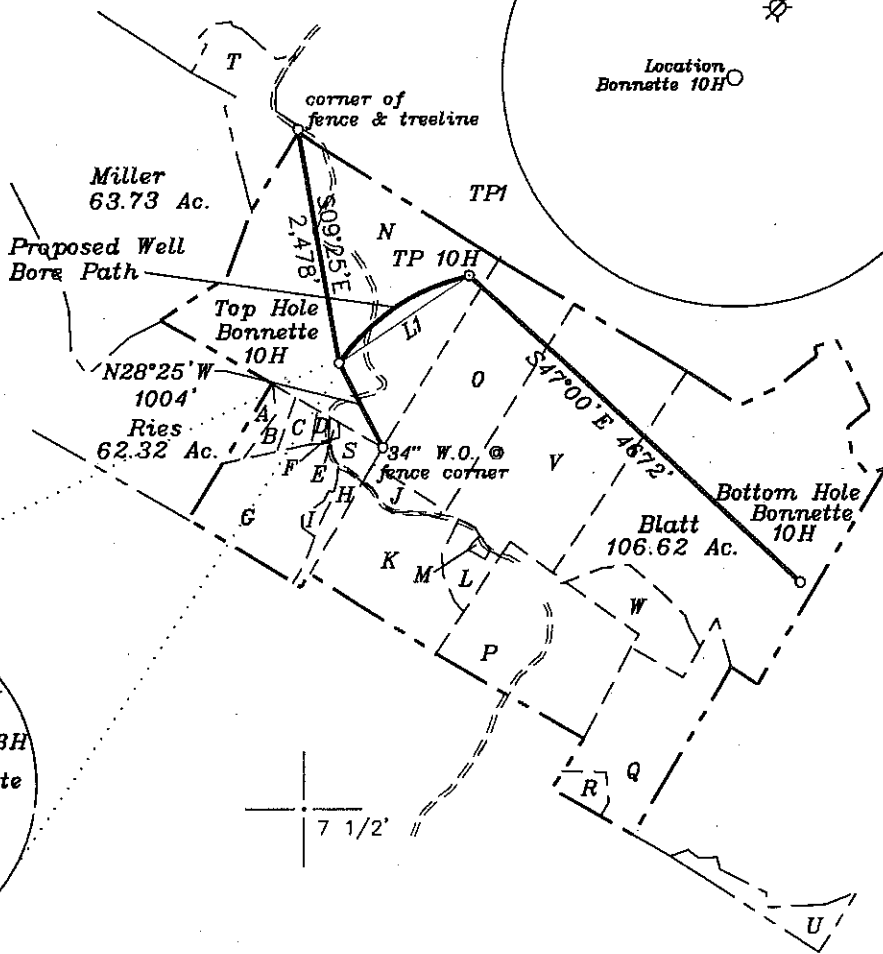 T
Location
Bonnette 10H
corner of
fence & treeline
Miller
63.73 Ac.
TP1
S09°25'E
2,478'
N
Proposed Well
Bore Path
TP 10H
Top Hole
Bonnette
10H
L1
N28°25'W
1004'
O
S47°00'E 4672'
A
B
C
D
Ries
62.32 Ac.
S
F
E
34" W.O. @
fence corner
V
Bottom Hole
Bonnette
10H
Blatt
106.62 Ac.
G
H
I
J
K
M
L
W
P
3H
te
Q
R
7 1/2'
U